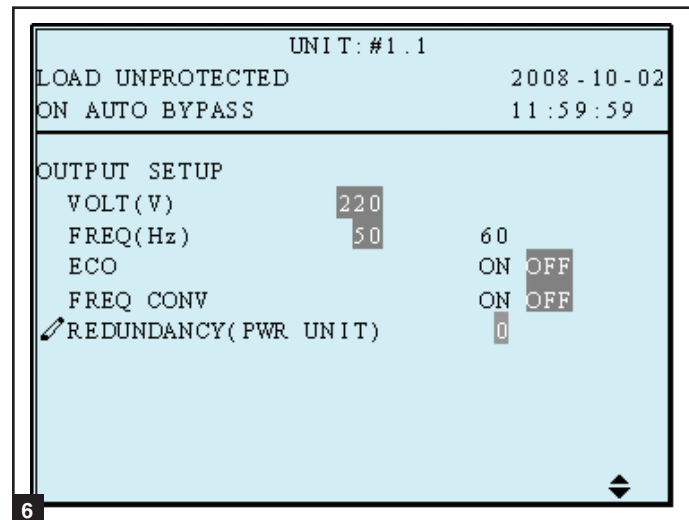 UNIT:#1.1
LOAD UNPROTECTED 2008-10-02
ON AUTO BYPASS 11:59:59
OUTPUT SETUP
VOLT(V) 220
FREQ(Hz) 50 60
ECO ON OFF
FREQ CONV ON OFF
REDUNDANCY(PWR UNIT) 0
6